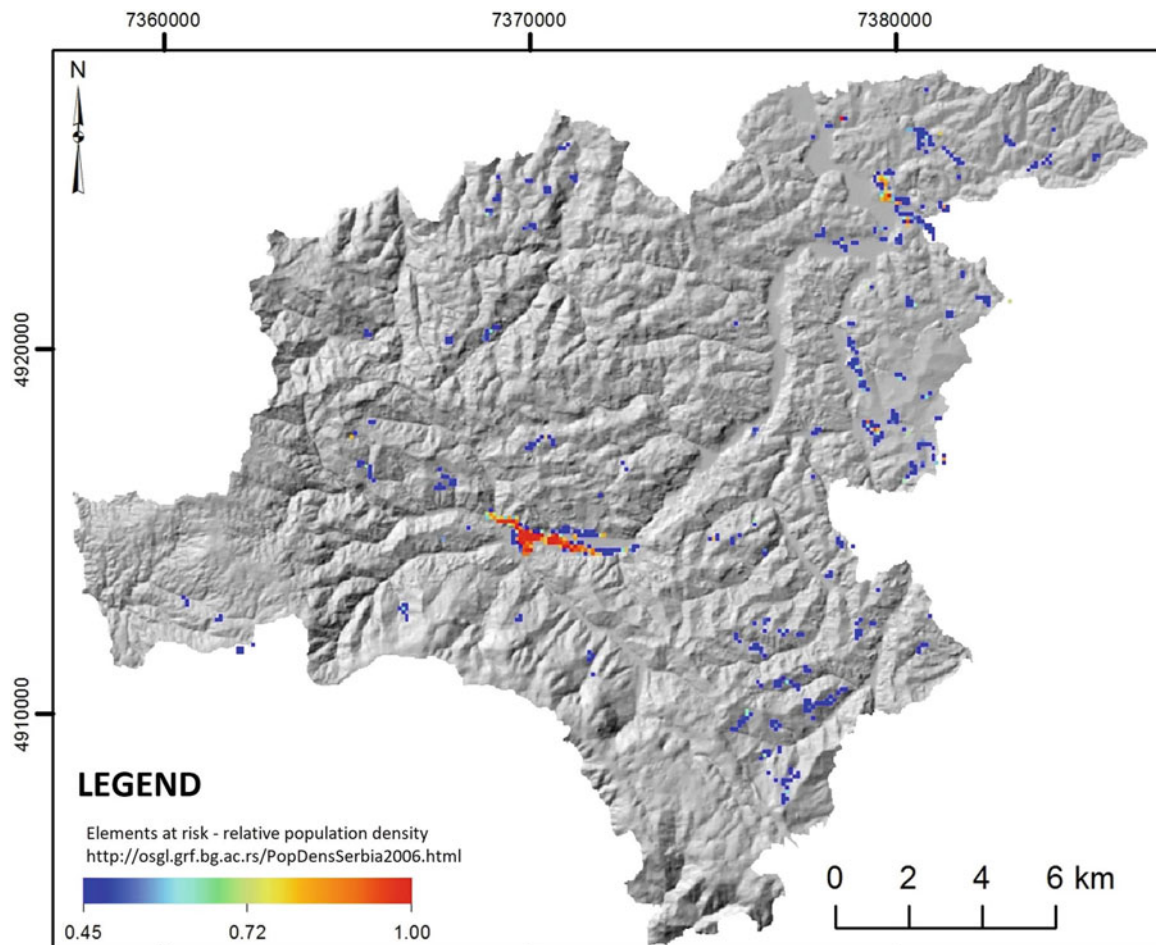 7360000 7370000 7380000
N
4920000
4910000
LEGEND
Elements at risk - relative population density
http://osgl.grf.bg.ac.rs/PopDensSerbia2006.html
0.45 0.72 1.00
0 2 4 6 km